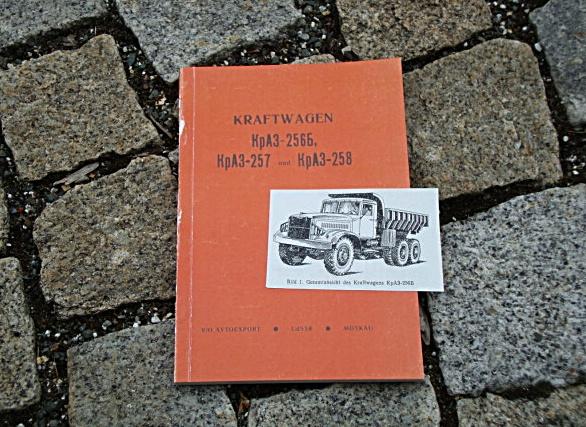 KRAFTWAGEN
КрАЗ-256Б,
КрАЗ-257 und КрАЗ-258
Bild 1. Gesamtansicht des Kraftwagens КрАЗ-256Б
V/O AVTOEXPORT ● UdSSR ● MOSKAU